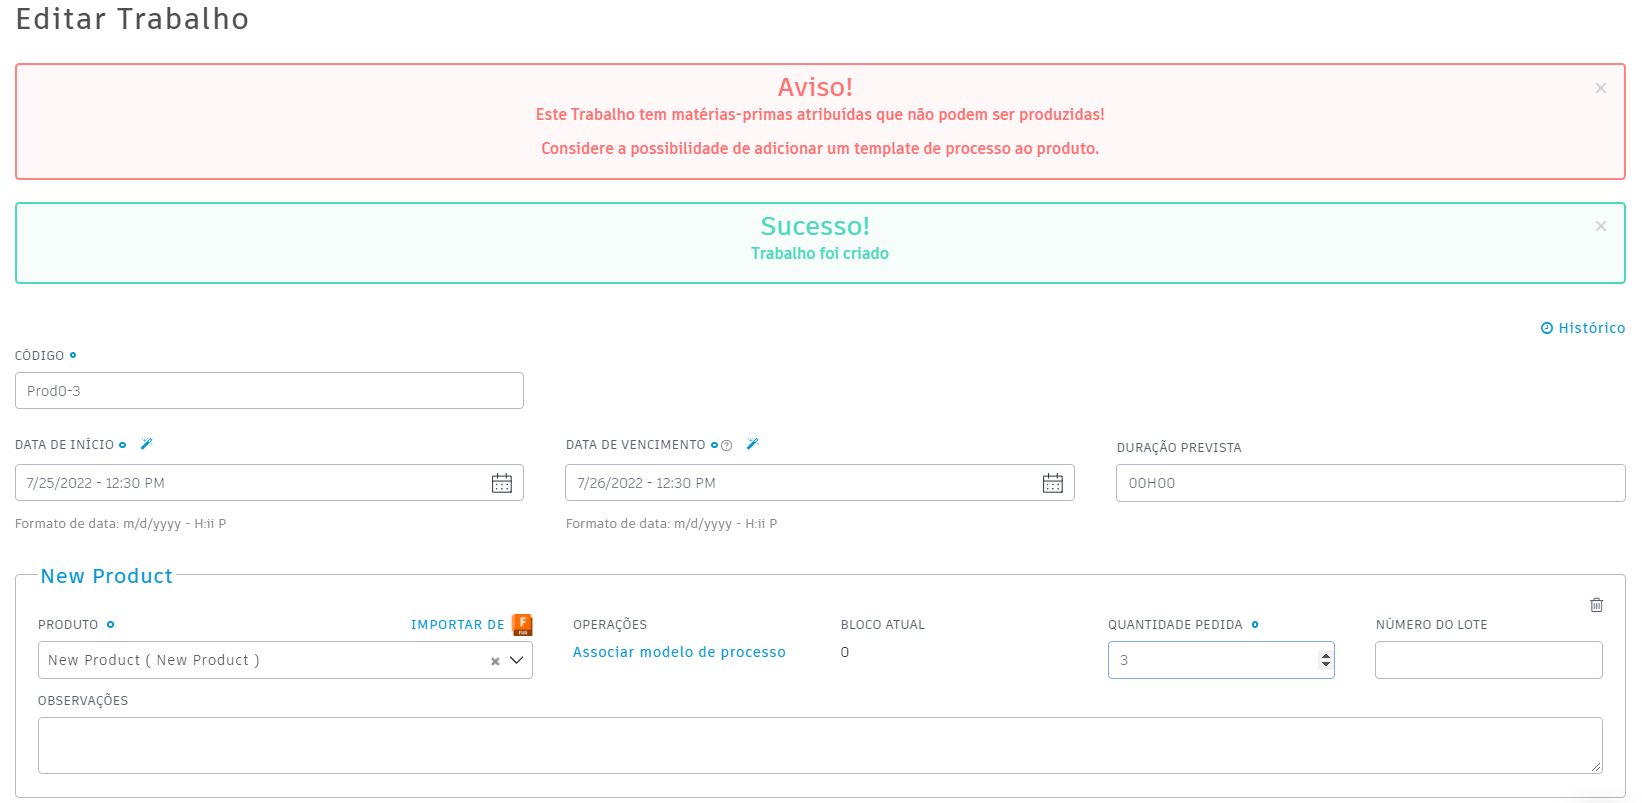 Editar Trabalho
Aviso!
Este Trabalho tem matérias-primas atribuídas que não podem ser produzidas!
Considere a possibilidade de adicionar um template de processo ao produto.
Sucesso!
Trabalho foi criado
Histórico
CÓDIGO
Prod0-3
DATA DE INÍCIO
DATA DE VENCIMENTO
DURAÇÃO PREVISTA
7/25/2022 - 12:30 PM
7/26/2022 - 12:30 PM
00H00
Formato de data: m/d/yyyy - H:ii P
Formato de data: m/d/yyyy - H:ii P
New Product
PRODUTO
IMPORTAR DE
F
OPERAÇÕES
BLOCO ATUAL
QUANTIDADE PEDIDA
NÚMERO DO LOTE
New Product ( New Product )
Associar modelo de processo
0
3
OBSERVAÇÕES